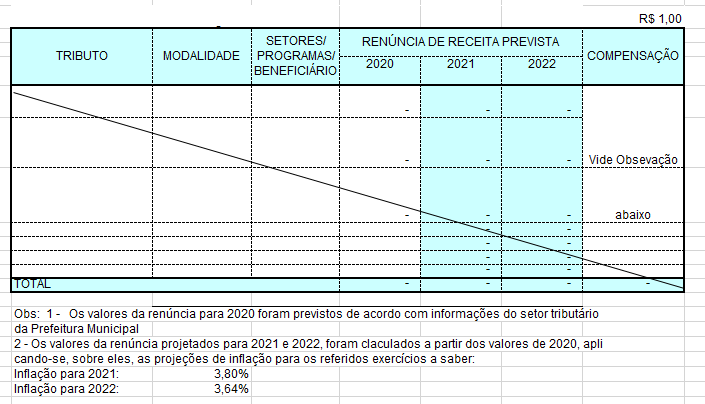 R$ 1,00
TRIBUTO MODALIDADE SETORES/ PROGRAMAS/ BENEFICIÁRIO RENÚNCIA DE RECEITA PREVISTA COMPENSAÇÃO
2020 2021 2022
- - -
- - - Vide Obsevação
- - - abaixo
- -
- -
- -
- -
TOTAL - - - -
Obs: 1 - Os valores da renúncia para 2020 foram previstos de acordo com informações do setor tributário
da Prefeitura Municipal
2 - Os valores da renúncia projetados para 2021 e 2022, foram claculados a partir dos valores de 2020, apli
cando-se, sobre eles, as projeções de inflação para os referidos exercícios a saber:
Inflação para 2021: 3,80%
Inflação para 2022: 3,64%